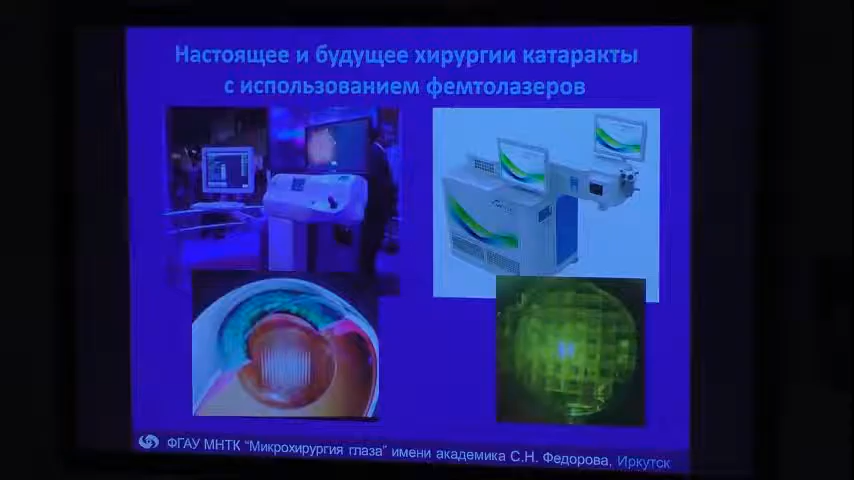 Настоящее и будущее хирургии катаракты
с использованием фемтолазеров
ФГАУ МНТК "Микрохирургия глаза" имени академика С.Н. Федорова, Иркутск